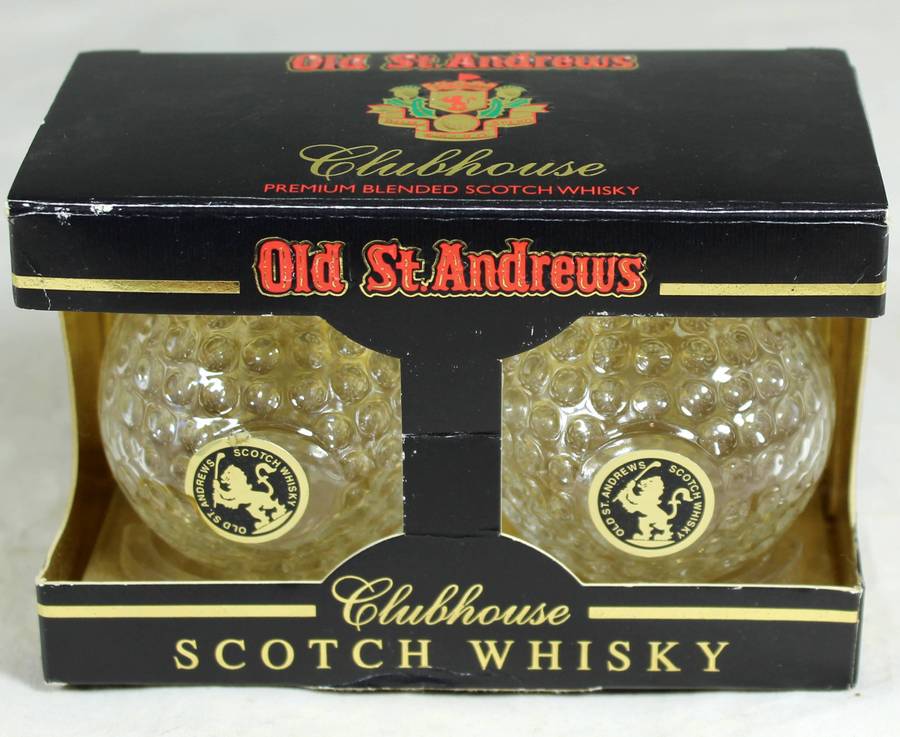 Old St. Andrews
Clubhouse
PREMIUM BLENDED SCOTCH WHISKY
Old St. Andrews
OLD ST. ANDREWS SCOTCH WHISKY
OLD ST. ANDREWS SCOTCH WHISKY
Clubhouse
SCOTCH WHISKY